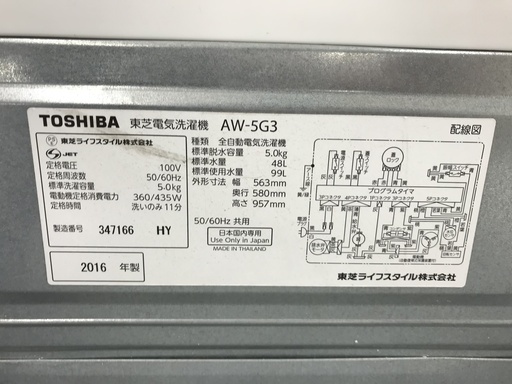 TOSHIBA 東芝電気洗濯機 AW-5G3
東芝ライフスタイル株式会社
JET
定格電圧 100V
定格周波数 50/60Hz
標準洗濯容量 5.0kg
電動機定格消費電力 360/435W
定格時間 洗いのみ 11分
製造番号 347166 HY
2016 年製
種類 全自動電気洗濯機
標準脱水容量 5.0kg
標準水量 48L
標準使用水量 99L
外形寸法 幅 563mm
奥行 580mm
高さ 957mm
50/60Hz 共用
日本国内専用
Use Only in Japan
MADE IN THAILAND
配線図
蓋
ロック
プログラムタイマ
東芝ライフスタイル株式会社